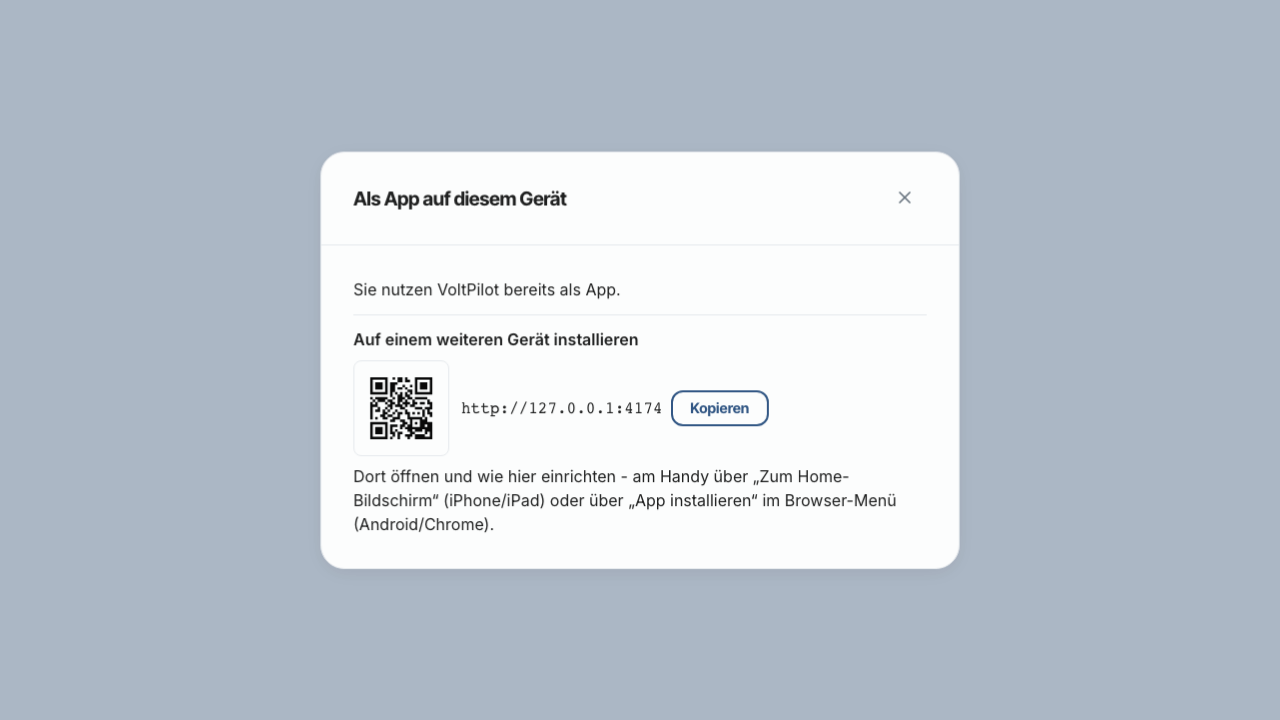 Als App auf diesem Gerät
Sie nutzen VoltPilot bereits als App.
Auf einem weiteren Gerät installieren
http://127.0.0.1:4174 Kopieren
Dort öffnen und wie hier einrichten - am Handy über „Zum Home-
Bildschirm“ (iPhone/iPad) oder über „App installieren“ im Browser-Menü
(Android/Chrome).